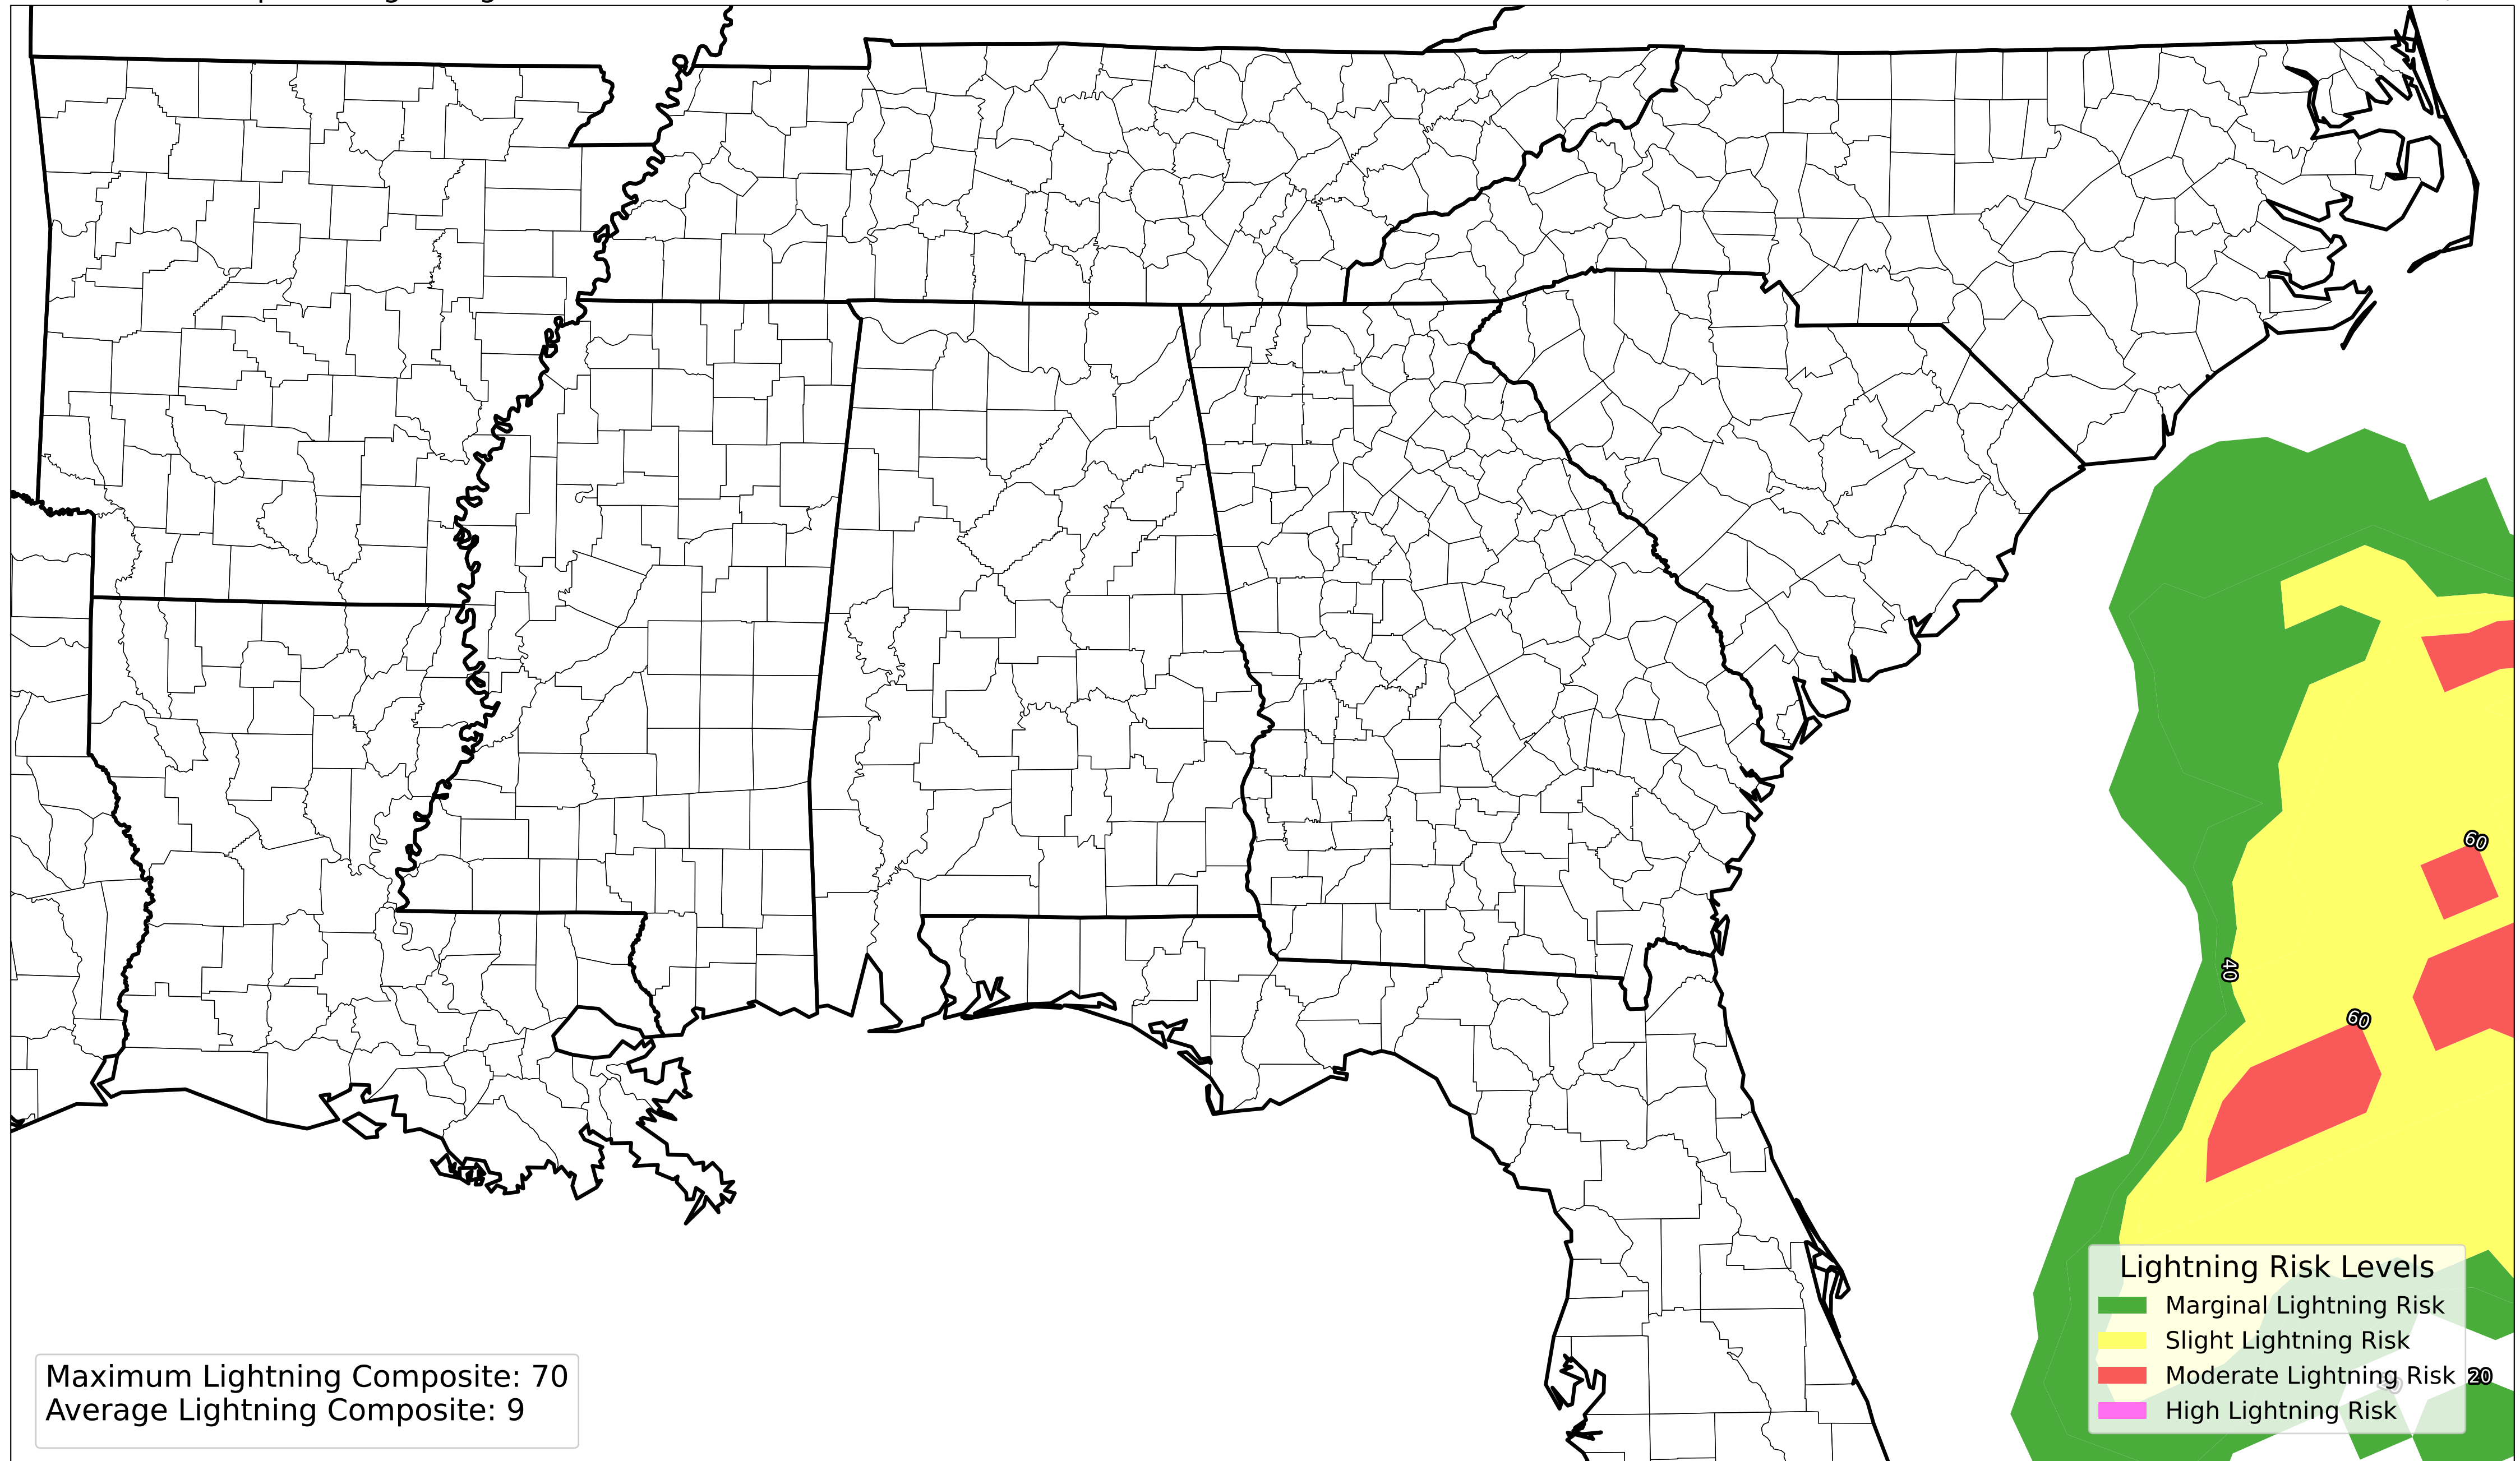 60
40
60
Lightning Risk Levels
Marginal Lightning Risk
Slight Lightning Risk
Moderate Lightning Risk
20
High Lightning Risk
Maximum Lightning Composite: 70
Average Lightning Composite: 9